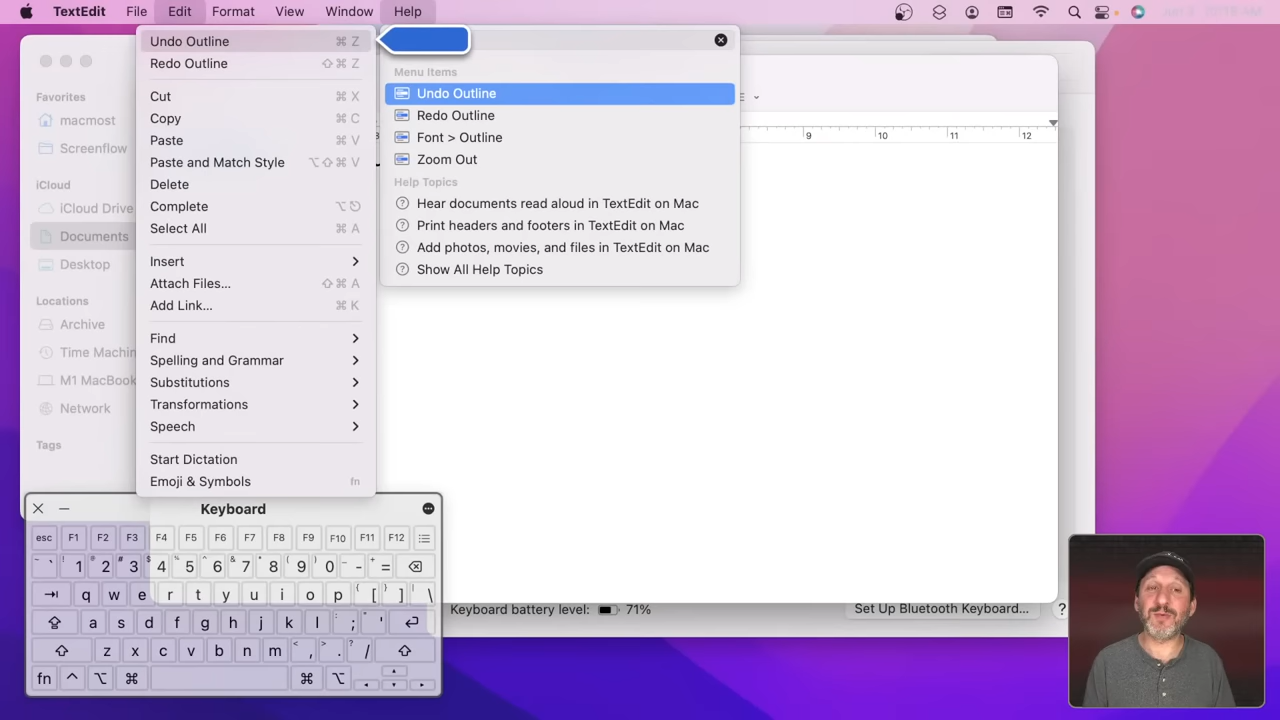 TextEdit File Edit Format View Window Help
Undo Outline ⌘ Z
Redo Outline ⇧ ⌘ Z
Cut ⌘ X
Copy ⌘ C
Paste ⌘ V
Paste and Match Style ⌥ ⇧ ⌘ V
Delete
Complete ⌥ ⎋
Select All ⌘ A
Insert
Attach Files... ⇧ ⌘ A
Add Link... ⌘ K
Find
Spelling and Grammar
Substitutions
Transformations
Speech
Start Dictation
Emoji & Symbols fn
Menu Items
Undo Outline
Redo Outline
Font > Outline
Zoom Out
Help Topics
Hear documents read aloud in TextEdit on Mac
Print headers and footers in TextEdit on Mac
Add photos, movies, and files in TextEdit on Mac
Show All Help Topics
9 10 11 12
Favorites
macmost
Screenflow
iCloud
iCloud Drive
Documents
Desktop
Locations
Archive
Time Machin
M1 MacBook
Network
Tags
Keyboard
esc F1 F2 F3 F4 F5 F6 F7 F8 F9 F10 F11 F12
~ ` ! 1 @ 2 # 3 $ 4 % 5 ^ 6 & 7 * 8 ( 9 ) 0 _ - + =
q w e r t y u i o p { [ } ] | \
a s d f g h j k l : ; " '
z x c v b n m < , > . ? /
fn ^ ⌥ ⌘ ⌘ ⌥
Keyboard battery level: 71%
Set Up Bluetooth Keyboard... ?